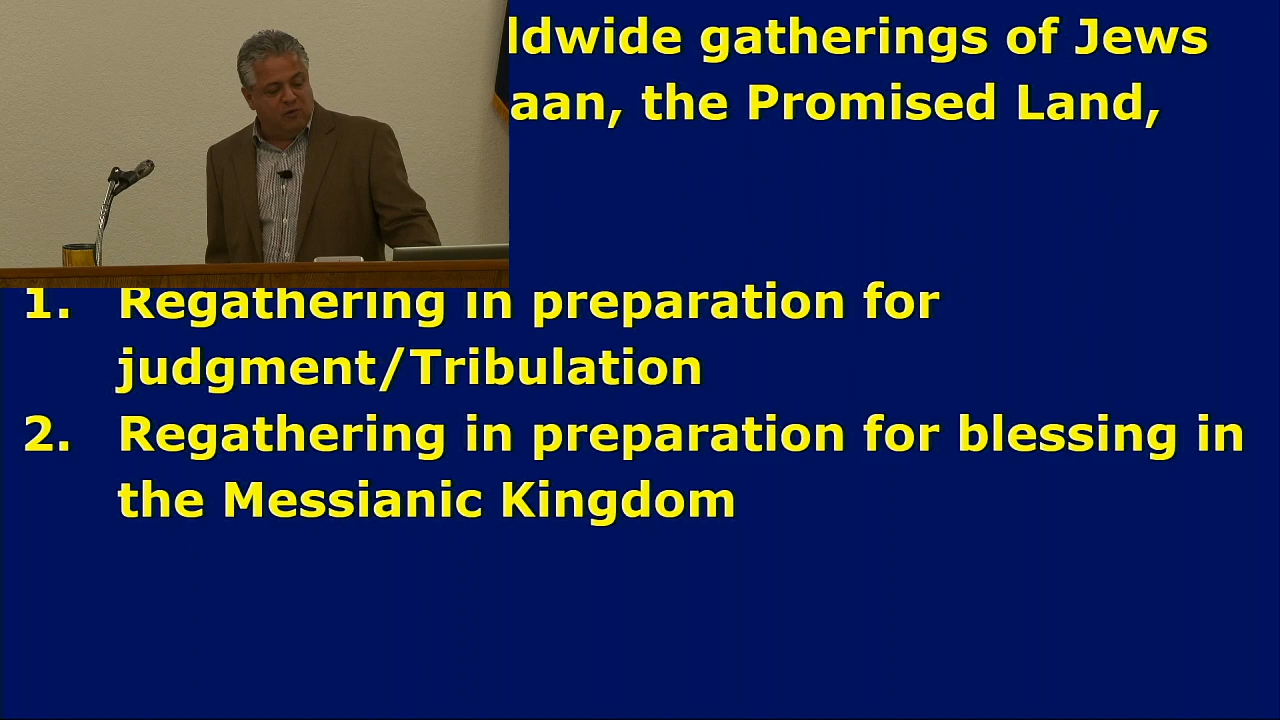 ldwide gatherings of Jews
aan, the Promised Land,
1. Regathering in preparation for
judgment/Tribulation
2. Regathering in preparation for blessing in
the Messianic Kingdom